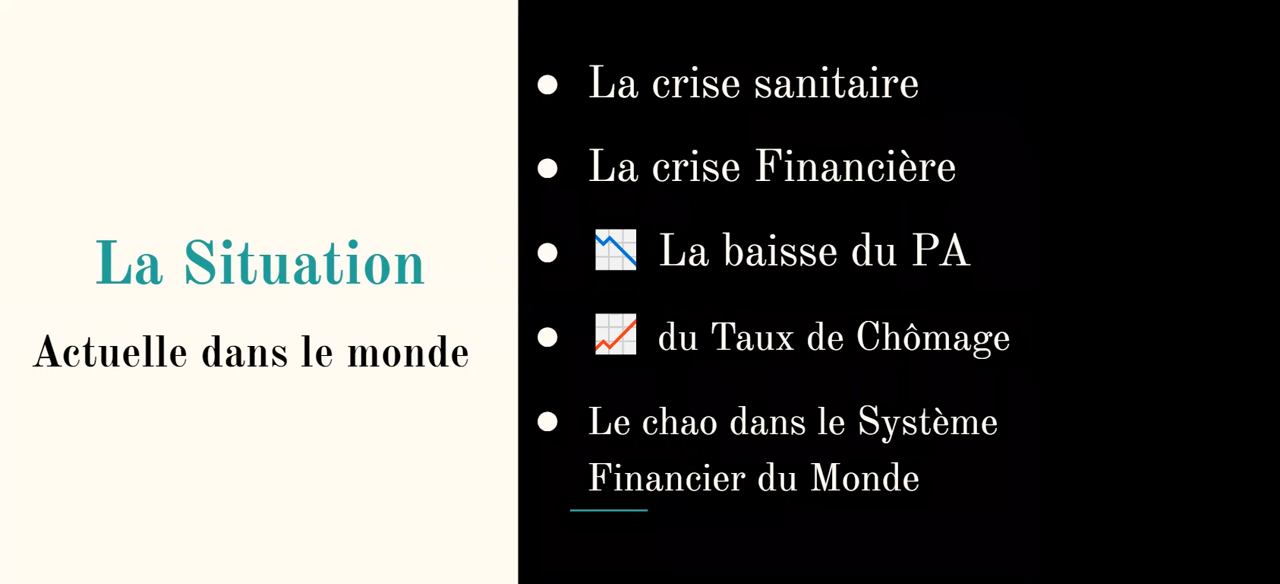 La Situation
Actuelle dans le monde
● La crise sanitaire
● La crise Financière
● 📉 La baisse du PA
● 📈 du Taux de Chômage
● Le chao dans le Système
Financier du Monde